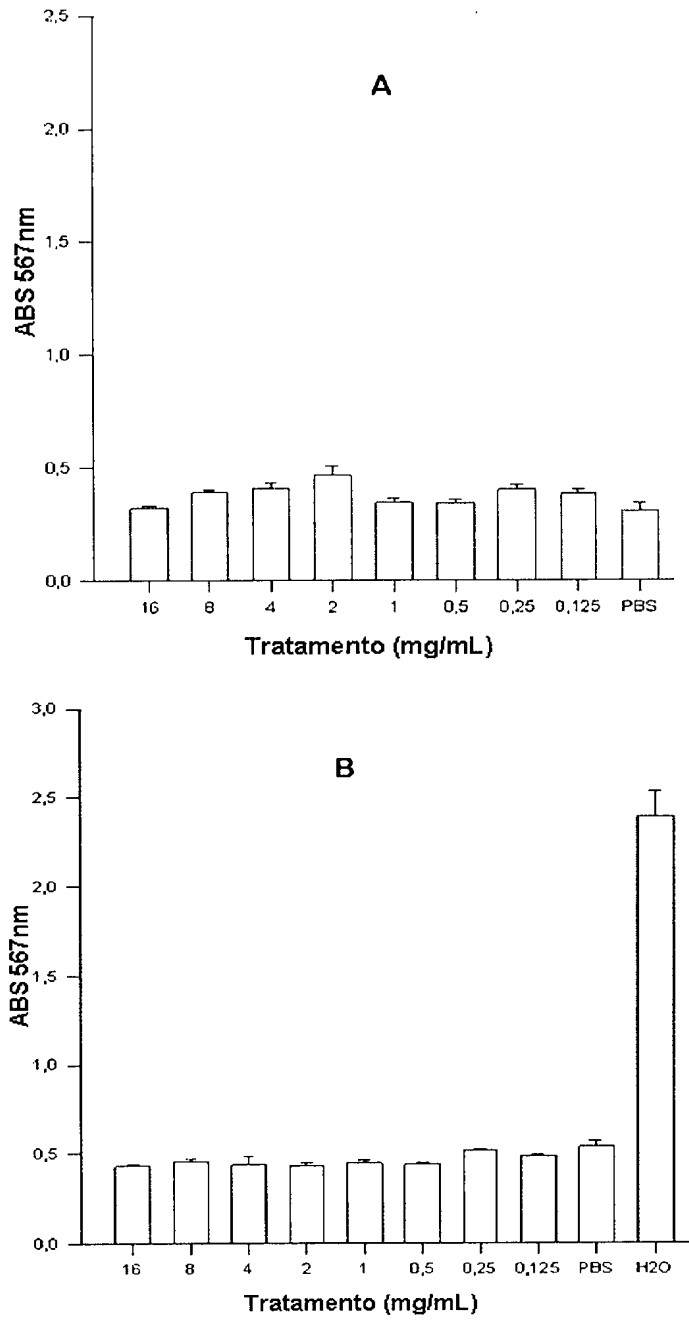 2,5
A
2,0
1,5
1,0
0,5
0,0
ABS 567nm
16 8 4 2 1 0,5 0,25 0,125 PBS
Tratamento (mg/mL)
3,0
B
2,5
2,0
1,5
1,0
0,5
0,0
ABS 567nm
16 8 4 2 1 0,5 0,25 0,125 PBS H2O
Tratamento (mg/mL)